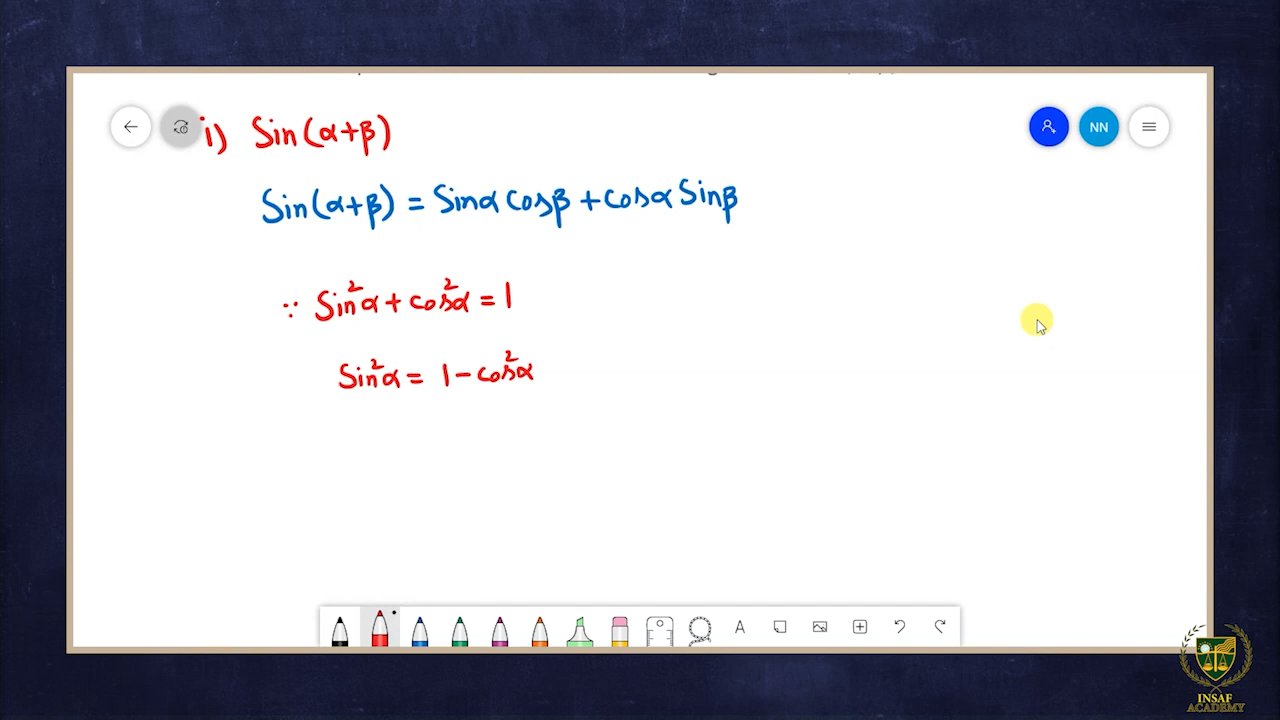 i) Sin(α+β)
NN
Sin(α+β) = Sinα Cosβ + Cosα Sinβ
∵ Sin²α + Cos²α = 1
Sin²α = 1 − Cos²α
A
INSAF
ACADEMY